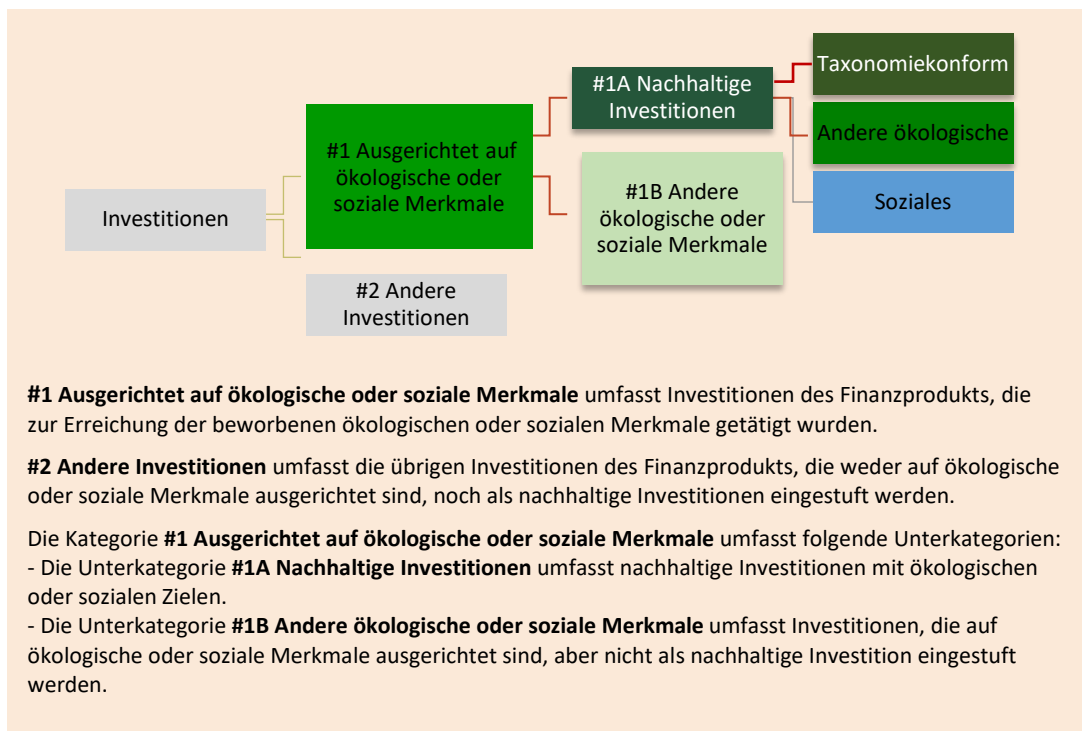 Investitionen
#1 Ausgerichtet auf
ökologische oder
soziale Merkmale
#2 Andere
Investitionen
#1A Nachhaltige
Investitionen
#1B Andere
ökologische oder
soziale Merkmale
Taxonomiekonform
Andere ökologische
Soziales
#1 Ausgerichtet auf ökologische oder soziale Merkmale umfasst Investitionen des Finanzprodukts, die
zur Erreichung der beworbenen ökologischen oder sozialen Merkmale getätigt wurden.
#2 Andere Investitionen umfasst die übrigen Investitionen des Finanzprodukts, die weder auf ökologische
oder soziale Merkmale ausgerichtet sind, noch als nachhaltige Investitionen eingestuft werden.
Die Kategorie #1 Ausgerichtet auf ökologische oder soziale Merkmale umfasst folgende Unterkategorien:
- Die Unterkategorie #1A Nachhaltige Investitionen umfasst nachhaltige Investitionen mit ökologischen
oder sozialen Zielen.
- Die Unterkategorie #1B Andere ökologische oder soziale Merkmale umfasst Investitionen, die auf
ökologische oder soziale Merkmale ausgerichtet sind, aber nicht als nachhaltige Investition eingestuft
werden.